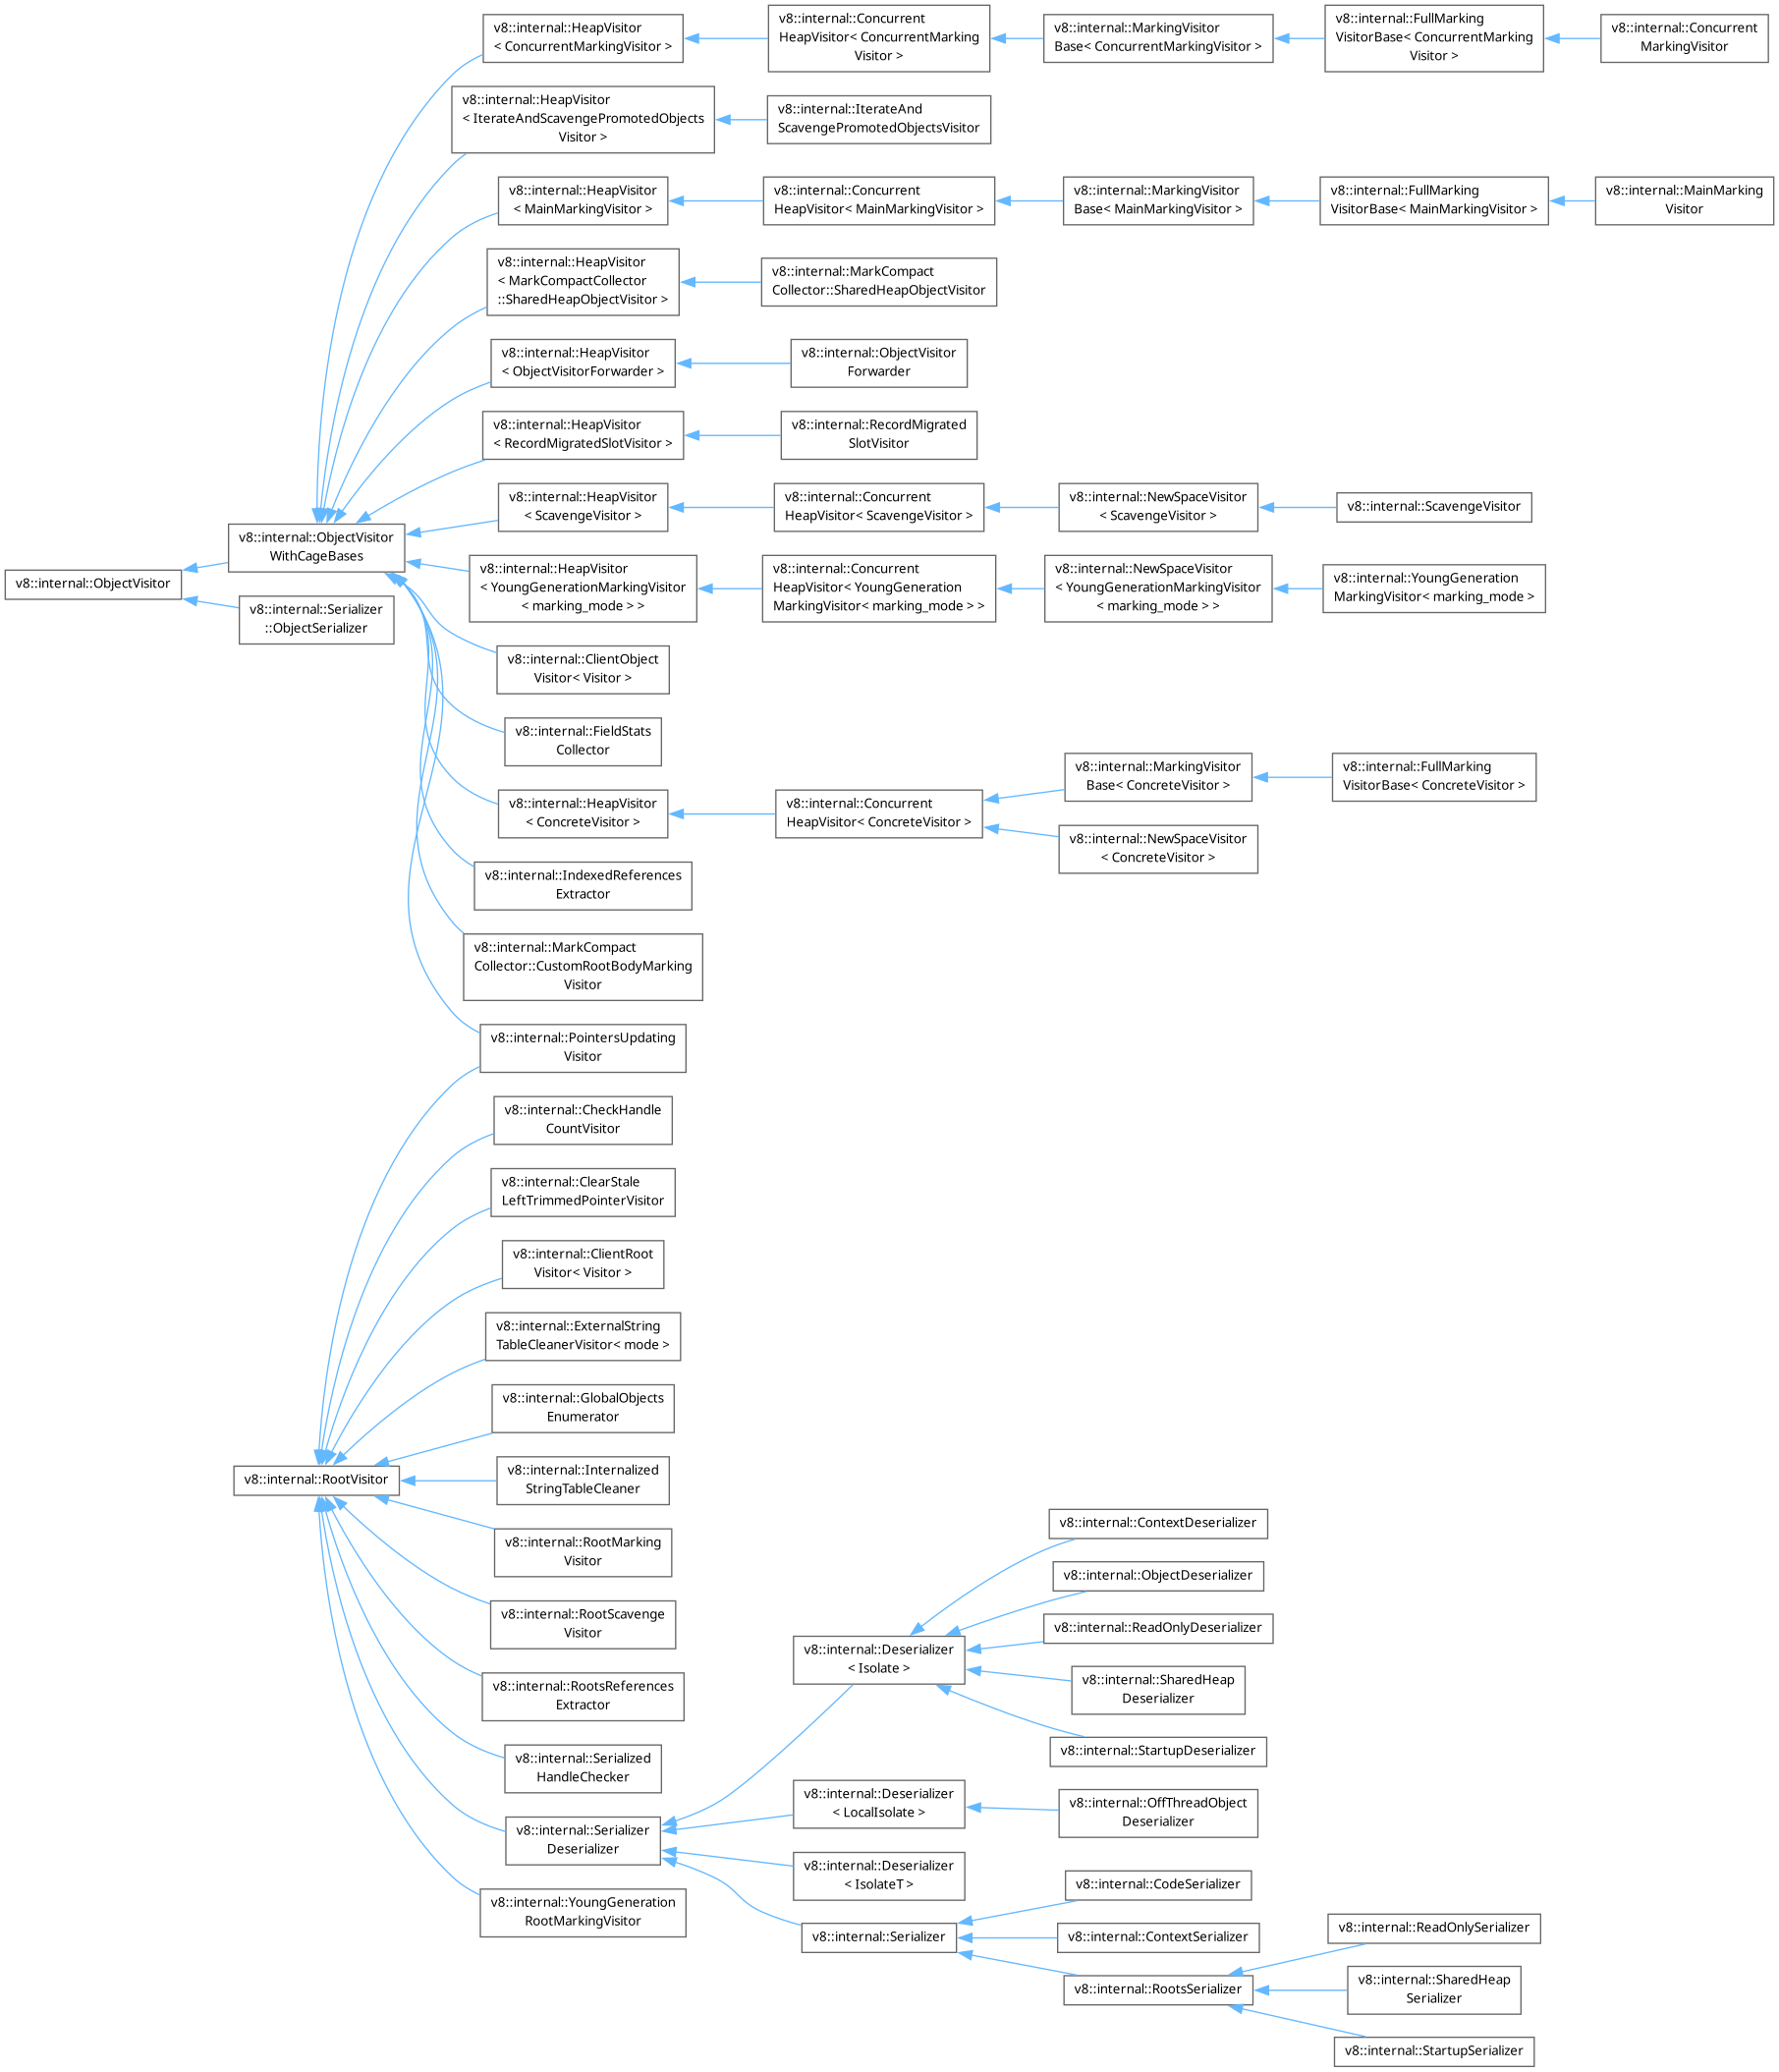 v8::internal::HeapVisitor
< ConcurrentMarkingVisitor >
v8::internal::Concurrent
HeapVisitor< ConcurrentMarking
Visitor >
v8::internal::MarkingVisitor
Base< ConcurrentMarkingVisitor >
v8::internal::FullMarking
VisitorBase< ConcurrentMarking
Visitor >
v8::internal::Concurrent
MarkingVisitor
v8::internal::HeapVisitor
< IterateAndScavengePromotedObjects
Visitor >
v8::internal::IterateAnd
ScavengePromotedObjectsVisitor
v8::internal::HeapVisitor
< MainMarkingVisitor >
v8::internal::Concurrent
HeapVisitor< MainMarkingVisitor >
v8::internal::MarkingVisitor
Base< MainMarkingVisitor >
v8::internal::FullMarking
VisitorBase< MainMarkingVisitor >
v8::internal::MainMarking
Visitor
v8::internal::HeapVisitor
< MarkCompactCollector
::SharedHeapObjectVisitor >
v8::internal::MarkCompact
Collector::SharedHeapObjectVisitor
v8::internal::HeapVisitor
< ObjectVisitorForwarder >
v8::internal::ObjectVisitor
Forwarder
v8::internal::HeapVisitor
< RecordMigratedSlotVisitor >
v8::internal::RecordMigrated
SlotVisitor
v8::internal::HeapVisitor
< ScavengeVisitor >
v8::internal::Concurrent
HeapVisitor< ScavengeVisitor >
v8::internal::NewSpaceVisitor
< ScavengeVisitor >
v8::internal::ScavengeVisitor
v8::internal::ObjectVisitor
WithCageBases
v8::internal::ObjectVisitor
v8::internal::Serializer
::ObjectSerializer
v8::internal::HeapVisitor
< YoungGenerationMarkingVisitor
< marking_mode > >
v8::internal::Concurrent
HeapVisitor< YoungGeneration
MarkingVisitor< marking_mode > >
v8::internal::NewSpaceVisitor
< YoungGenerationMarkingVisitor
< marking_mode > >
v8::internal::YoungGeneration
MarkingVisitor< marking_mode >
v8::internal::ClientObject
Visitor< Visitor >
v8::internal::FieldStats
Collector
v8::internal::HeapVisitor
< ConcreteVisitor >
v8::internal::Concurrent
HeapVisitor< ConcreteVisitor >
v8::internal::MarkingVisitor
Base< ConcreteVisitor >
v8::internal::FullMarking
VisitorBase< ConcreteVisitor >
v8::internal::NewSpaceVisitor
< ConcreteVisitor >
v8::internal::IndexedReferences
Extractor
v8::internal::MarkCompact
Collector::CustomRootBodyMarking
Visitor
v8::internal::PointersUpdating
Visitor
v8::internal::CheckHandle
CountVisitor
v8::internal::ClearStale
LeftTrimmedPointerVisitor
v8::internal::ClientRoot
Visitor< Visitor >
v8::internal::ExternalString
TableCleanerVisitor< mode >
v8::internal::GlobalObjects
Enumerator
v8::internal::RootVisitor
v8::internal::Internalized
StringTableCleaner
v8::internal::RootMarking
Visitor
v8::internal::RootScavenge
Visitor
v8::internal::RootsReferences
Extractor
v8::internal::Serialized
HandleChecker
v8::internal::Serializer
Deserializer
v8::internal::YoungGeneration
RootMarkingVisitor
v8::internal::Deserializer
< Isolate >
v8::internal::ContextDeserializer
v8::internal::ObjectDeserializer
v8::internal::ReadOnlyDeserializer
v8::internal::SharedHeap
Deserializer
v8::internal::StartupDeserializer
v8::internal::Deserializer
< LocalIsolate >
v8::internal::OffThreadObject
Deserializer
v8::internal::Deserializer
< IsolateT >
v8::internal::Serializer
v8::internal::CodeSerializer
v8::internal::ContextSerializer
v8::internal::RootsSerializer
v8::internal::ReadOnlySerializer
v8::internal::SharedHeap
Serializer
v8::internal::StartupSerializer